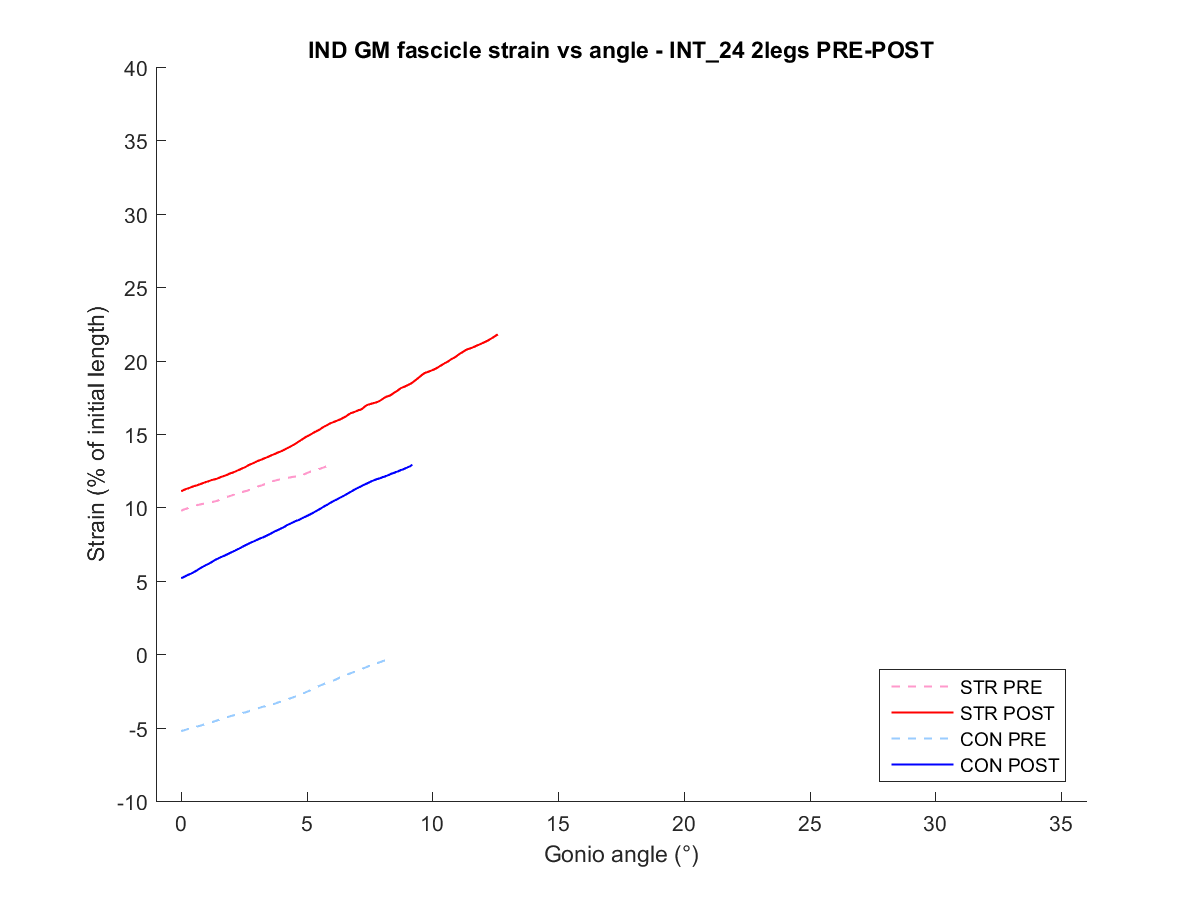 IND GM fascicle strain vs angle - INT_24 2legs PRE-POST
40
35
30
25
20
15
10
5
0
-5
-10
Strain (% of initial length)
0 5 10 15 20 25 30 35
Gonio angle (°)
STR PRE
STR POST
CON PRE
CON POST